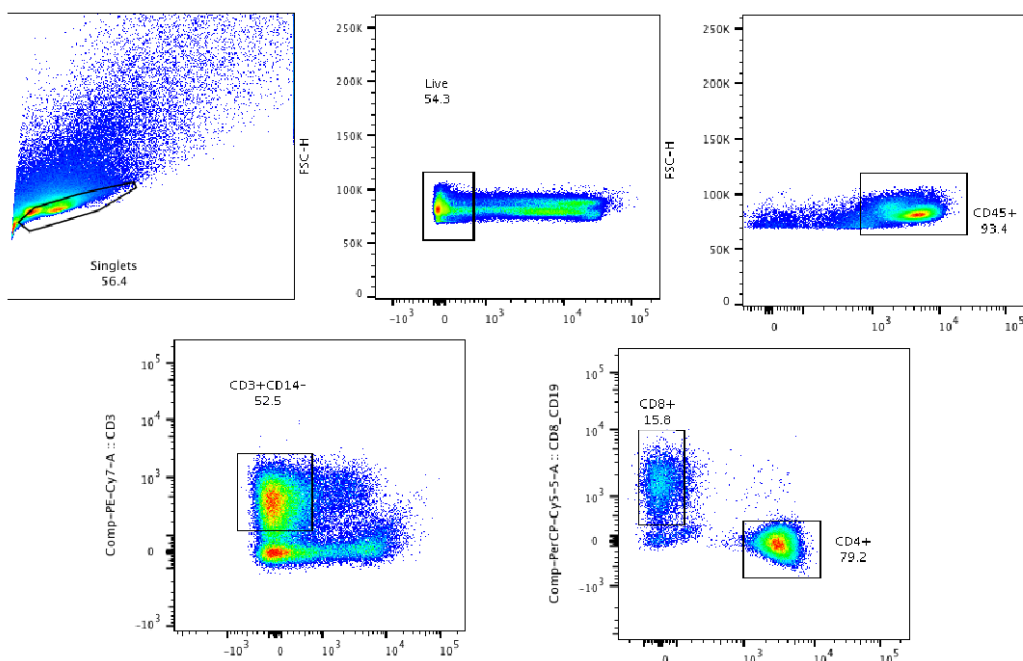 Singlets
56.4
FSC-H
250K
200K
150K
100K
50K
0
Live
54.3
-10³
0
10³
10⁴
10⁵
FSC-H
250K
200K
150K
100K
50K
0
CD45+
93.4
0
10³
10⁴
10⁵
Comp-PE-Cy7-A :: CD3
10⁵
10⁴
10³
0
-10³
CD3+CD14-
52.5
-10³
0
10³
10⁴
10⁵
Comp-PerCP-Cy5-5-A :: CD8_CD19
10⁵
10⁴
10³
0
-10³
CD8+
15.8
CD4+
79.2
0
10³
10⁴
10⁵